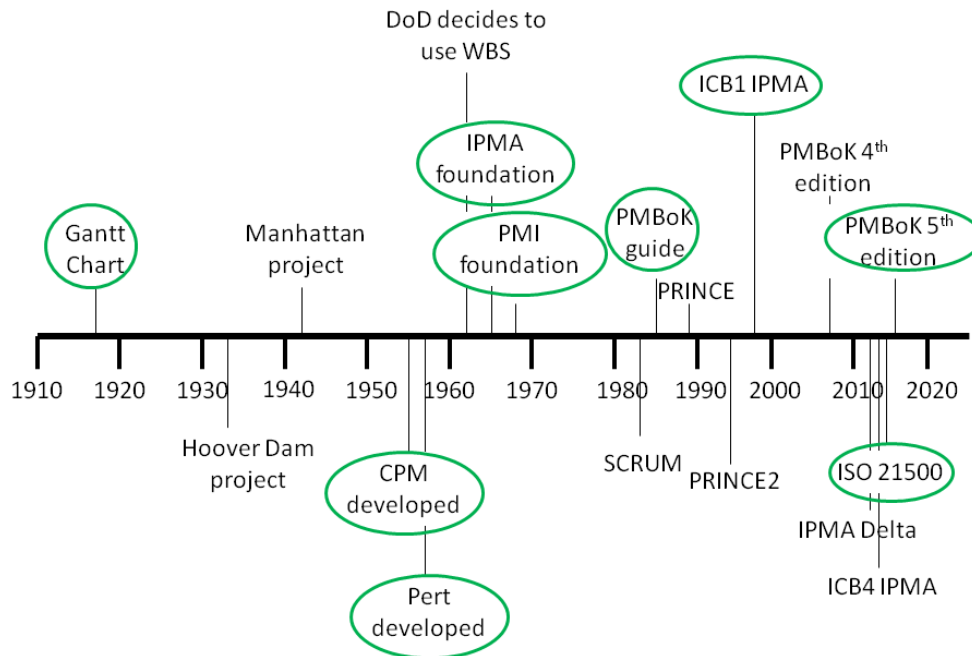 DoD decides to
use WBS
ICB1 IPMA
IPMA
foundation
PMBoK 4th
edition
Gantt
Chart
Manhattan
project
PMI
foundation
PMBoK
guide
PMBoK 5th
edition
PRINCE
1910 1920 1930 1940 1950 1960 1970 1980 1990 2000 2010 2020
Hoover Dam
project
CPM
developed
SCRUM
PRINCE2
ISO 21500
IPMA Delta
ICB4 IPMA
Pert
developed